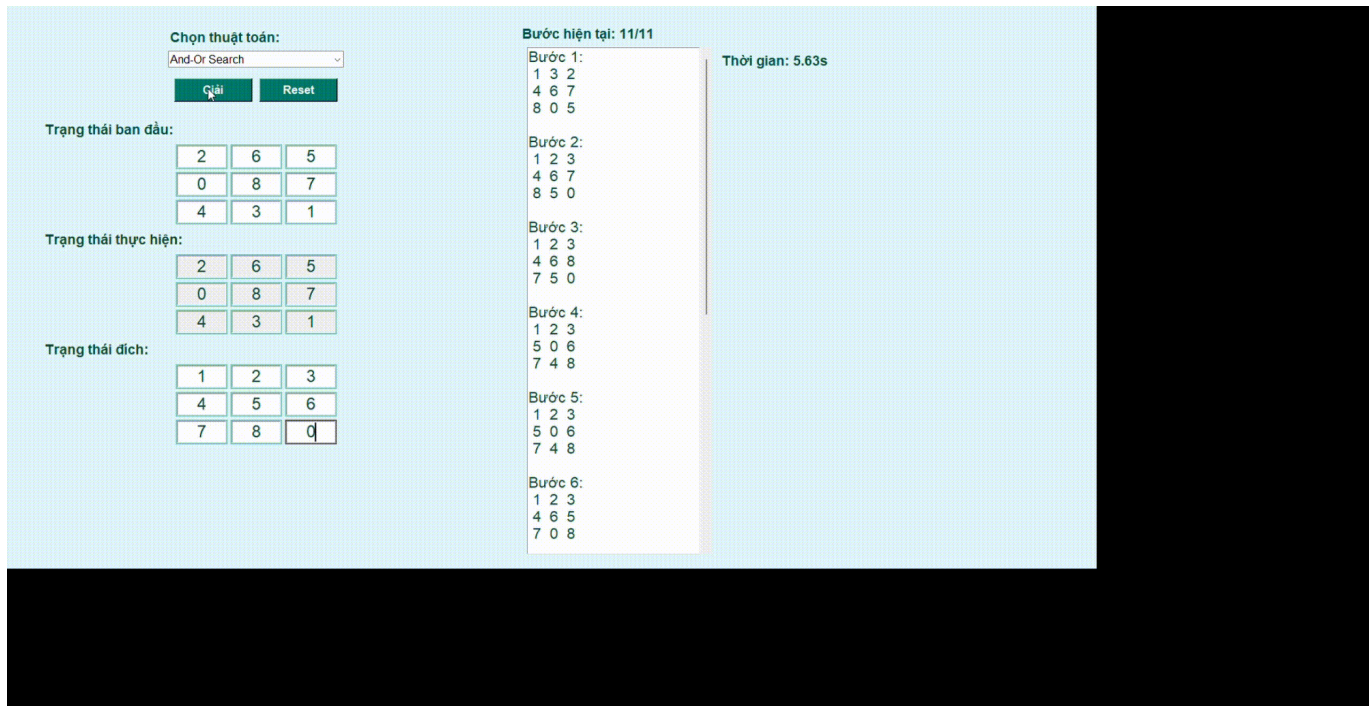 Chọn thuật toán:
And-Or Search
Giải Reset
Trạng thái ban đầu:
2 6 5
0 8 7
4 3 1
Trạng thái thực hiện:
2 6 5
0 8 7
4 3 1
Trạng thái đích:
1 2 3
4 5 6
7 8 0
Bước hiện tại: 11/11
Bước 1:
1 3 2
4 6 7
8 0 5
Bước 2:
1 2 3
4 6 7
8 5 0
Bước 3:
1 2 3
4 6 8
7 5 0
Bước 4:
1 2 3
5 0 6
7 4 8
Bước 5:
1 2 3
5 0 6
7 4 8
Bước 6:
1 2 3
4 6 5
7 0 8
Thời gian: 5.63s